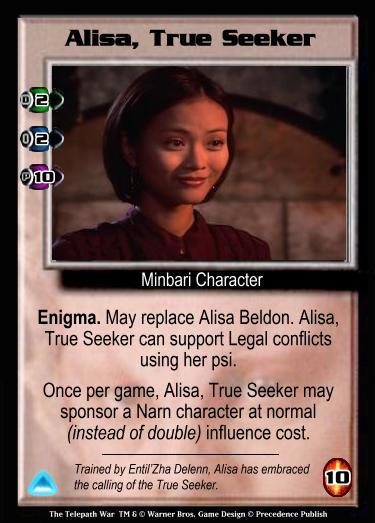 Alisa, True Seeker
D 2
I 2
P 10
Minbari Character
Enigma. May replace Alisa Beldon. Alisa,
True Seeker can support Legal conflicts
using her psi.
Once per game, Alisa, True Seeker may
sponsor a Narn character at normal
(instead of double) influence cost.
Trained by Entil'Zha Delenn, Alisa has embraced
the calling of the True Seeker.
10
The Telepath War TM & © Warner Bros. Game Design © Precedence Publish